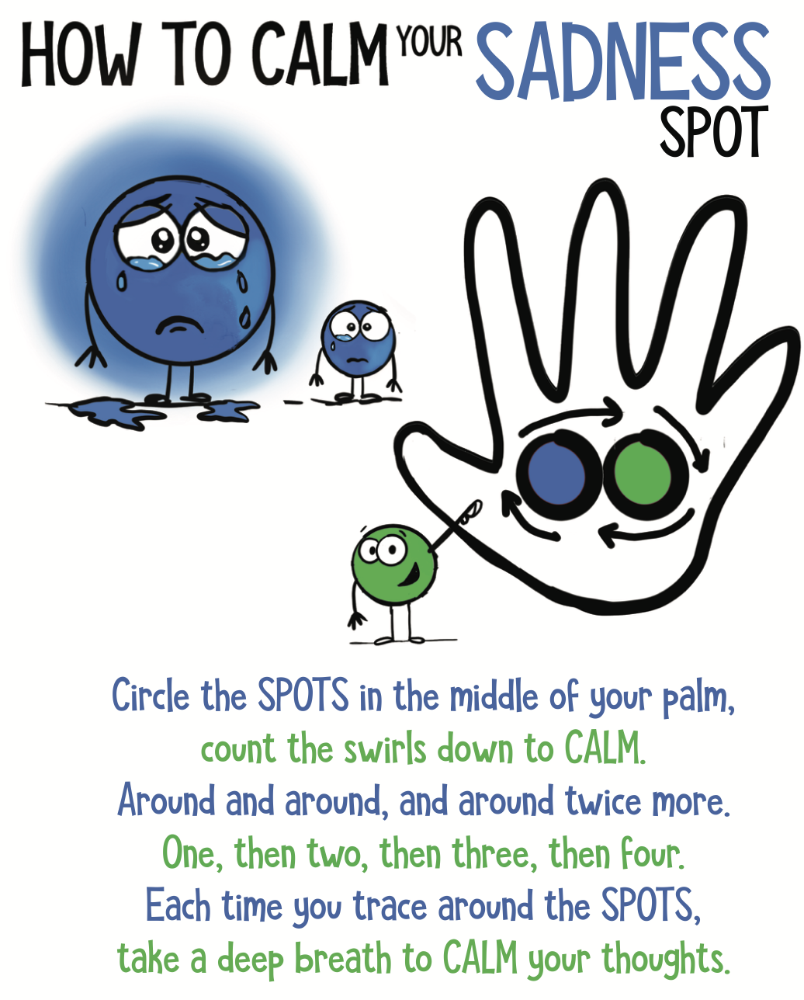 HOW TO CALM YOUR SADNESS
SPOT
Circle the SPOTS in the middle of your palm,
count the swirls down to CALM.
Around and around, and around twice more.
One, then two, then three, then four.
Each time you trace around the SPOTS,
take a deep breath to CALM your thoughts.